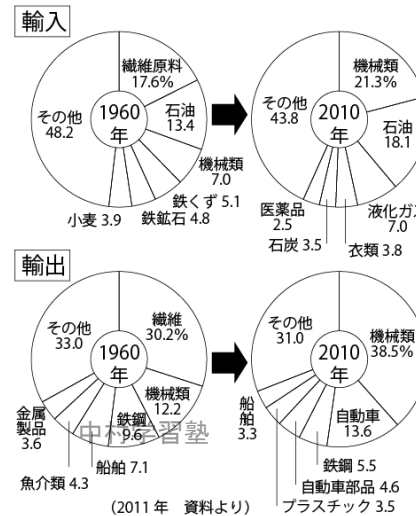 輸入
繊維原料
17.6%
石油
13.4
機械類
7.0
鉄くず 5.1
鉄鉱石 4.8
小麦 3.9
その他
48.2
1960
年
機械類
21.3%
石油
18.1
液化ガス
7.0
衣類 3.8
石炭 3.5
医薬品
2.5
その他
43.8
2010
年
輸出
繊維
30.2%
機械類
12.2
鉄鋼
9.6
船舶 7.1
魚介類 4.3
金属
製品
3.6
その他
33.0
1960
年
機械類
38.5%
自動車
13.6
鉄鋼 5.5
自動車部品 4.6
プラスチック 3.5
船
舶
3.3
その他
31.0
2010
年
中村学習塾
(2011年 資料より)